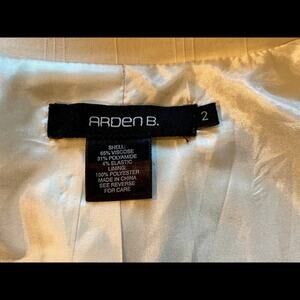 ARDEN B.
2
SHELL:
65% VISCOSE
31% POLYAMIDE
4% ELASTIC
LINING:
100% POLYESTER
MADE IN CHINA
SEE REVERSE
FOR CARE